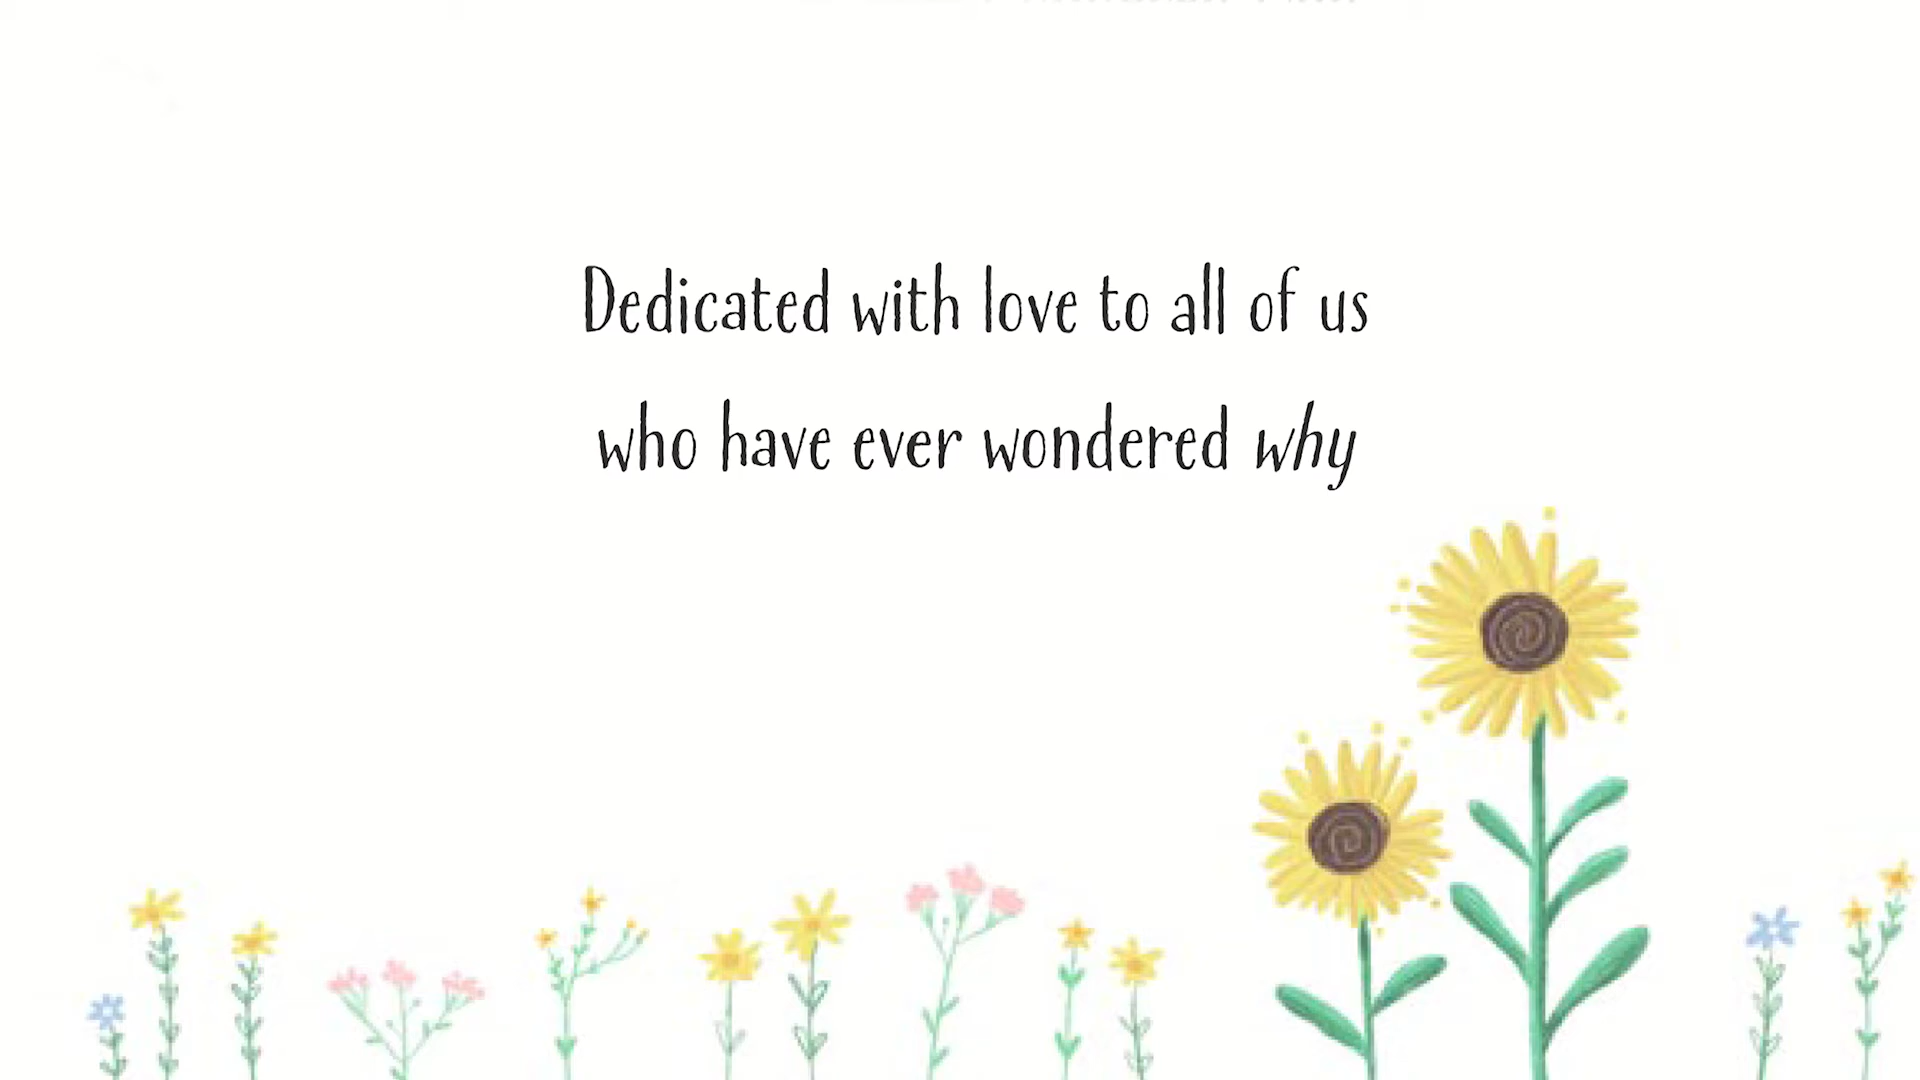 Dedicated with love to all of us
who have ever wondered why